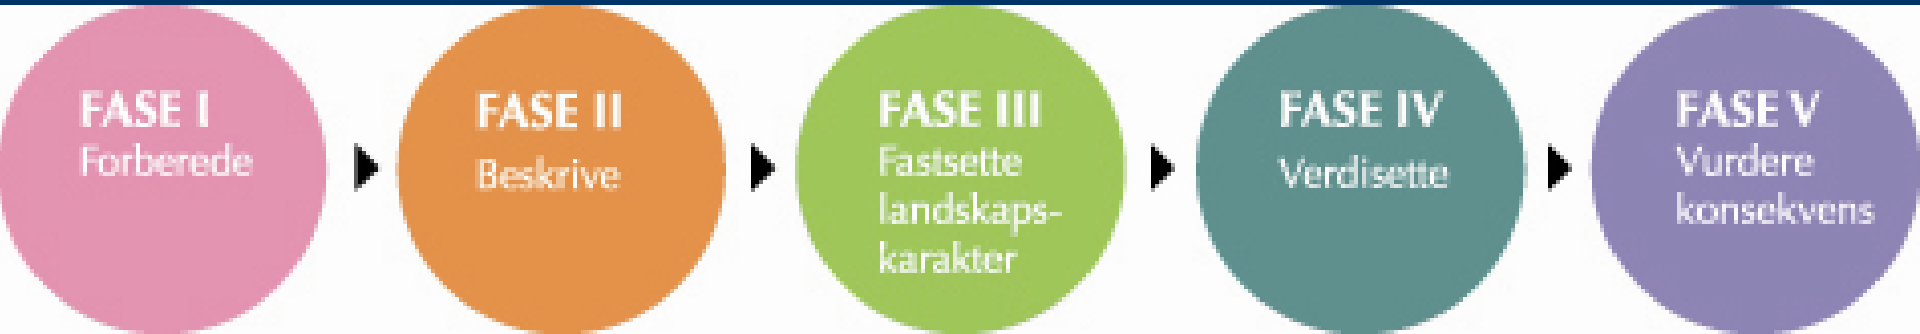 FASE I
Forberede
FASE II
Beskrive
FASE III
Fastsette
landskaps-
karakter
FASE IV
Verdisette
FASE V
Vurdere
konsekvens